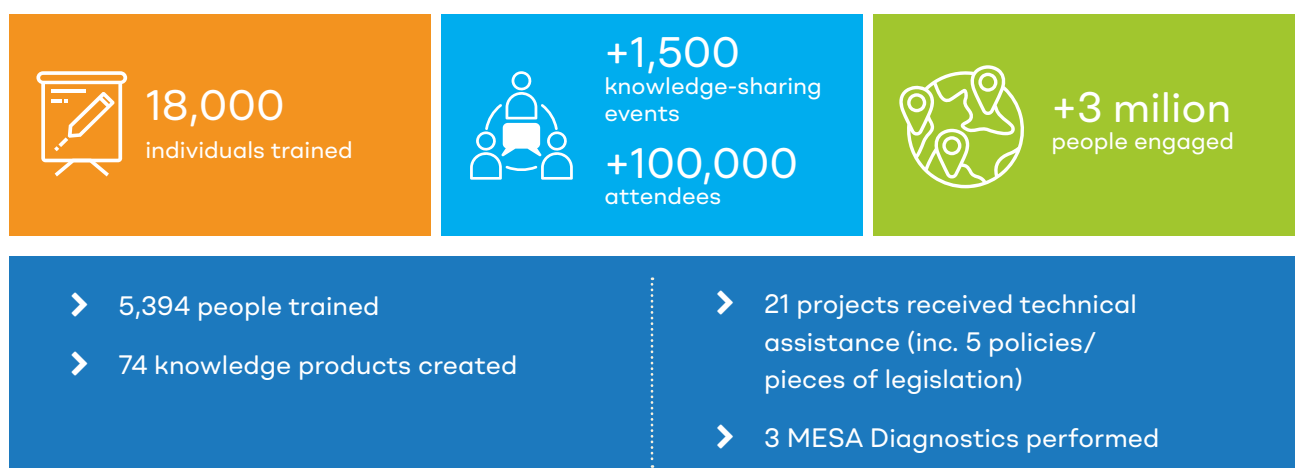 18,000
individuals trained
+1,500
knowledge-sharing
events
+100,000
attendees
+3 milion
people engaged
5,394 people trained
74 knowledge products created
21 projects received technical
assistance (inc. 5 policies/
pieces of legislation)
3 MESA Diagnostics performed